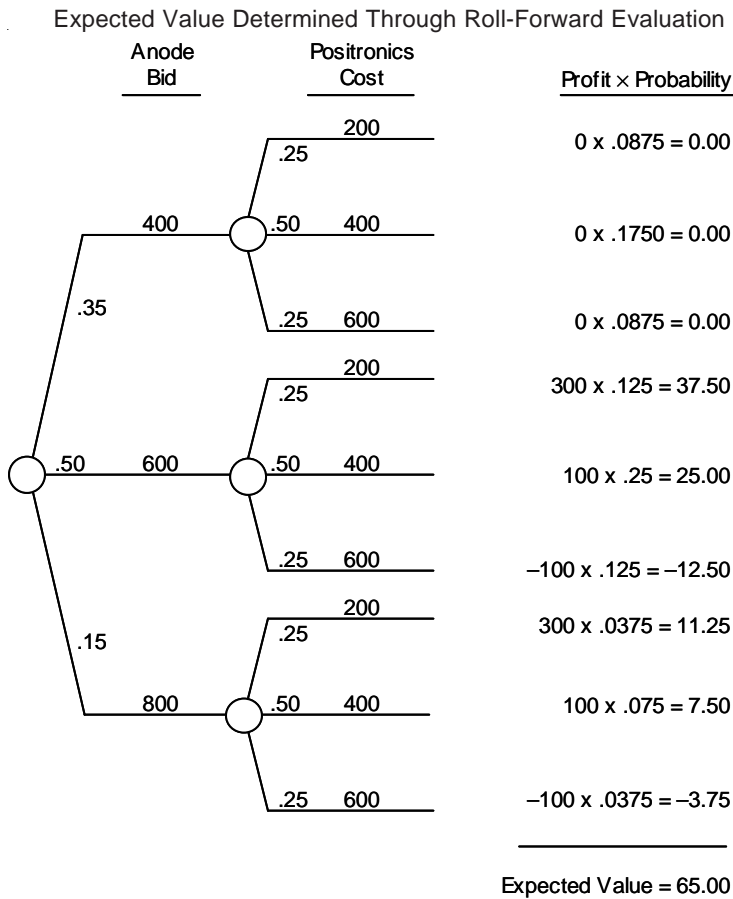 Expected Value Determined Through Roll-Forward Evaluation
Anode Positronics
Bid Cost Profit × Probability
200
.25 0 x .0875 = 0.00
400 .50 400 0 x .1750 = 0.00
.35
.25 600 0 x .0875 = 0.00
200
.25 300 x .125 = 37.50
.50 600 .50 400 100 x .25 = 25.00
.25 600 –100 x .125 = –12.50
200
.25 300 x .0375 = 11.25
.15
800 .50 400 100 x .075 = 7.50
.25 600 –100 x .0375 = –3.75
Expected Value = 65.00